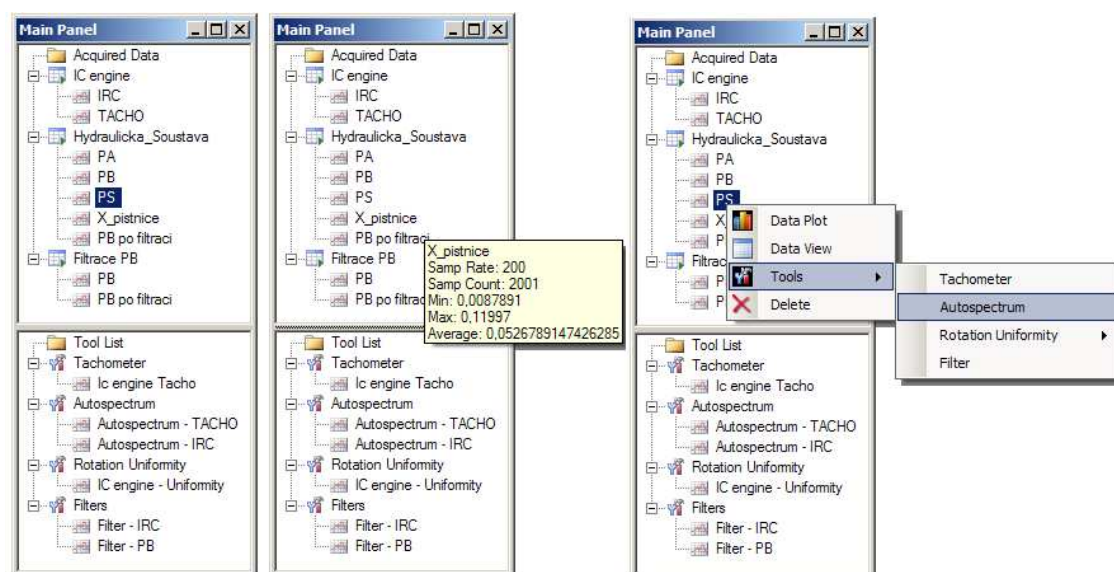 Main Panel
Acquired Data
IC engine
IRC
TACHO
Hydraulicka_Soustava
PA
PB
PS
X_pistnice
PB po filtraci
Filtrace PB
PB
PB po filtraci
Tool List
Tachometer
Ic engine Tacho
Autospectrum
Autospectrum - TACHO
Autospectrum - IRC
Rotation Uniformity
IC engine - Uniformity
Filters
Filter - IRC
Filter - PB
Main Panel
Acquired Data
IC engine
IRC
TACHO
Hydraulicka_Soustava
PA
PB
PS
X_pistnice
PB po filtraci
Filtrace PB
PB
PB po filtrac
X_pistnice
Samp Rate: 200
Samp Count: 2001
Min: 0,0087891
Max: 0,11997
Average: 0,0526789147426285
Tool List
Tachometer
Ic engine Tacho
Autospectrum
Autospectrum - TACHO
Autospectrum - IRC
Rotation Uniformity
IC engine - Uniformity
Filters
Filter - IRC
Filter - PB
Main Panel
Acquired Data
IC engine
IRC
TACHO
Hydraulicka_Soustava
PA
PB
PS
X
P
Filtrac
P
P
Data Plot
Data View
Tools
Delete
Tachometer
Autospectrum
Rotation Uniformity
Filter
Tool List
Tachometer
Ic engine Tacho
Autospectrum
Autospectrum - TACHO
Autospectrum - IRC
Rotation Uniformity
IC engine - Uniformity
Filters
Filter - IRC
Filter - PB